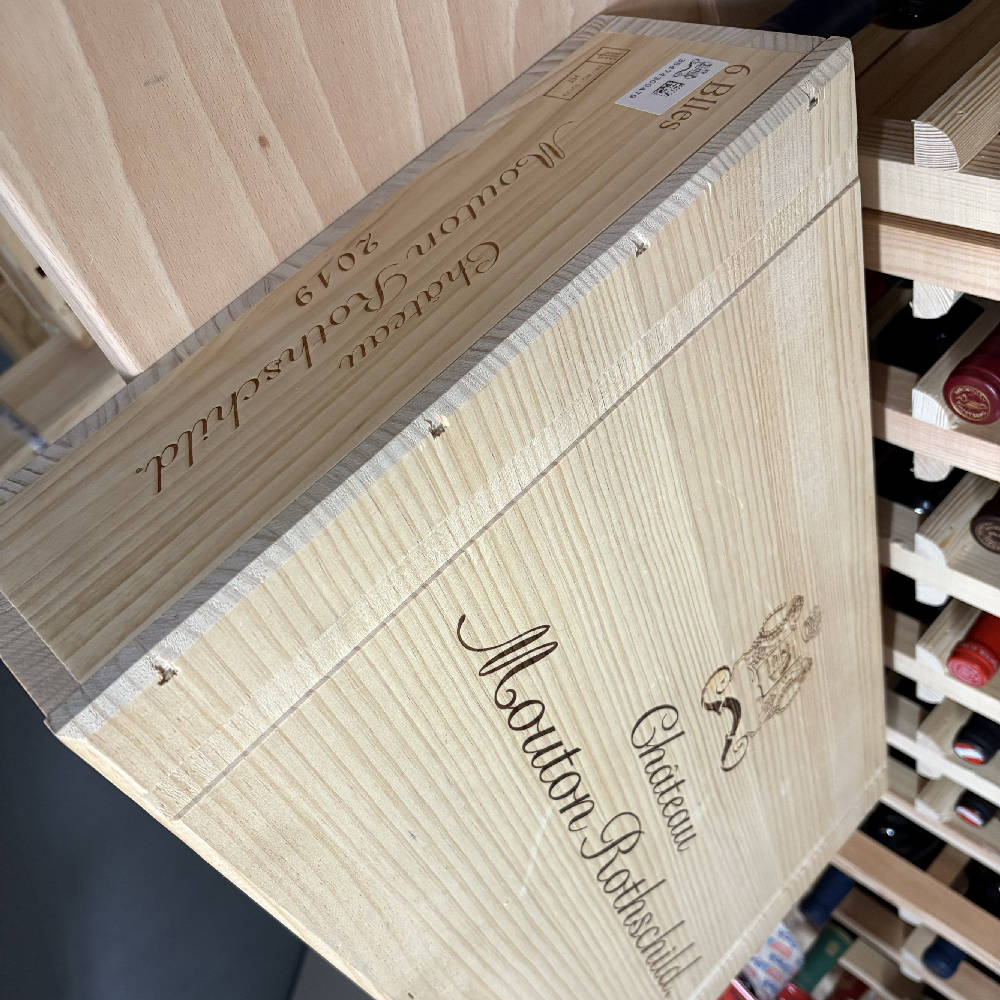 6 Blles
Château
Mouton Rothschild.
2019
Château
Mouton Rothschild.